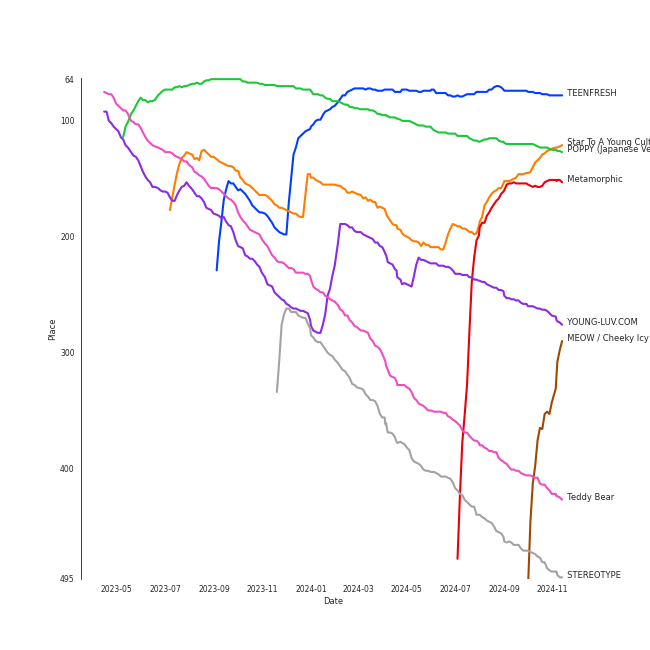 64
100
200
300
400
495
Place
2023-05
2023-07
2023-09
2023-11
2024-01
2024-03
2024-05
2024-07
2024-09
2024-11
Date
TEENFRESH
Star To A Young Cult
POPPY (Japanese Ve
Metamorphic
YOUNG-LUV.COM
MEOW / Cheeky Icy
Teddy Bear
STEREOTYPE